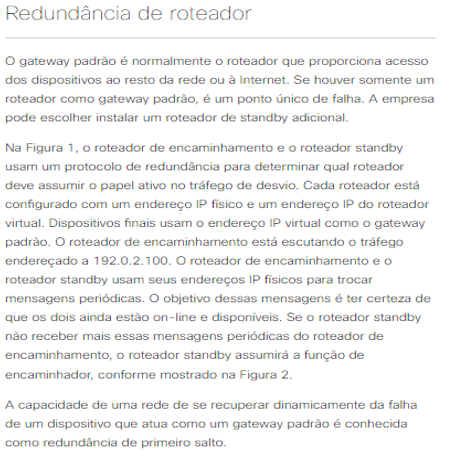 Redundância de roteador
O gateway padrão é normalmente o roteador que proporciona acesso
dos dispositivos ao resto da rede ou à Internet. Se houver somente um
roteador como gateway padrão, é um ponto único de falha. A empresa
pode escolher instalar um roteador de standby adicional.
Na Figura 1, o roteador de encaminhamento e o roteador standby
usam um protocolo de redundância para determinar qual roteador
deve assumir o papel ativo no tráfego de desvio. Cada roteador está
configurado com um endereço IP físico e um endereço IP do roteador
virtual. Dispositivos finais usam o endereço IP virtual como o gateway
padrão. O roteador de encaminhamento está escutando o tráfego
endereçado a 192.0.2.100. O roteador de encaminhamento e o
roteador standby usam seus endereços IP físicos para trocar
mensagens periódicas. O objetivo dessas mensagens é ter certeza de
que os dois ainda estão on-line e disponíveis. Se o roteador standby
não receber mais essas mensagens periódicas do roteador de
encaminhamento, o roteador standby assumirá a função de
encaminhador, conforme mostrado na Figura 2.
A capacidade de uma rede de se recuperar dinamicamente da falha
de um dispositivo que atua como um gateway padrão é conhecida
como redundância de primeiro salto.